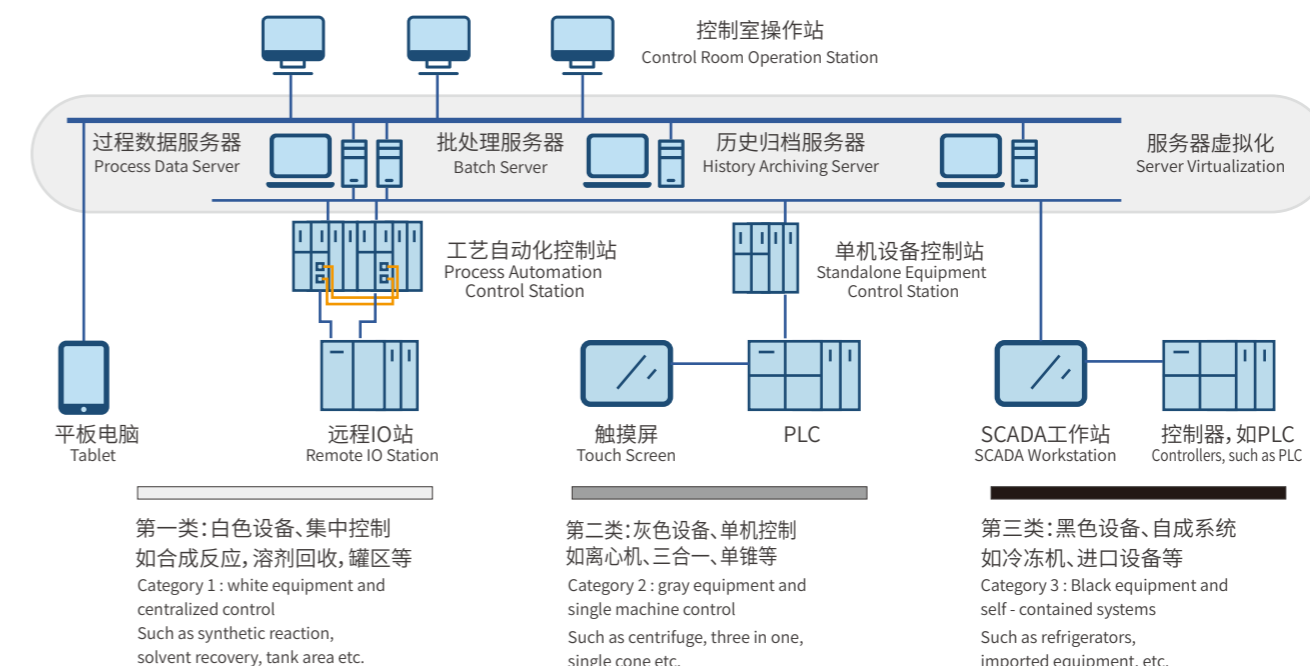 控制室操作站
Control Room Operation Station
过程数据服务器
Process Data Server
批处理服务器
Batch Server
历史归档服务器
History Archiving Server
服务器虚拟化
Server Virtualization
工艺自动化控制站
Process Automation
Control Station
单机设备控制站
Standalone Equipment
Control Station
平板电脑
Tablet
远程IO站
Remote IO Station
触摸屏
Touch Screen
PLC
SCADA工作站
SCADA Workstation
控制器，如PLC
Controllers, such as PLC
第一类：白色设备、集中控制
如合成反应，溶剂回收，罐区等
Category 1 : white equipment and
centralized control
Such as synthetic reaction,
solvent recovery, tank area etc.
第二类：灰色设备、单机控制
如离心机、三合一、单锥等
Category 2 : gray equipment and
single machine control
Such as centrifuge, three in one,
single cone etc.
第三类：黑色设备、自成系统
如冷冻机、进口设备等
Category 3 : Black equipment and
self - contained systems
Such as refrigerators,
imported equipment, etc.